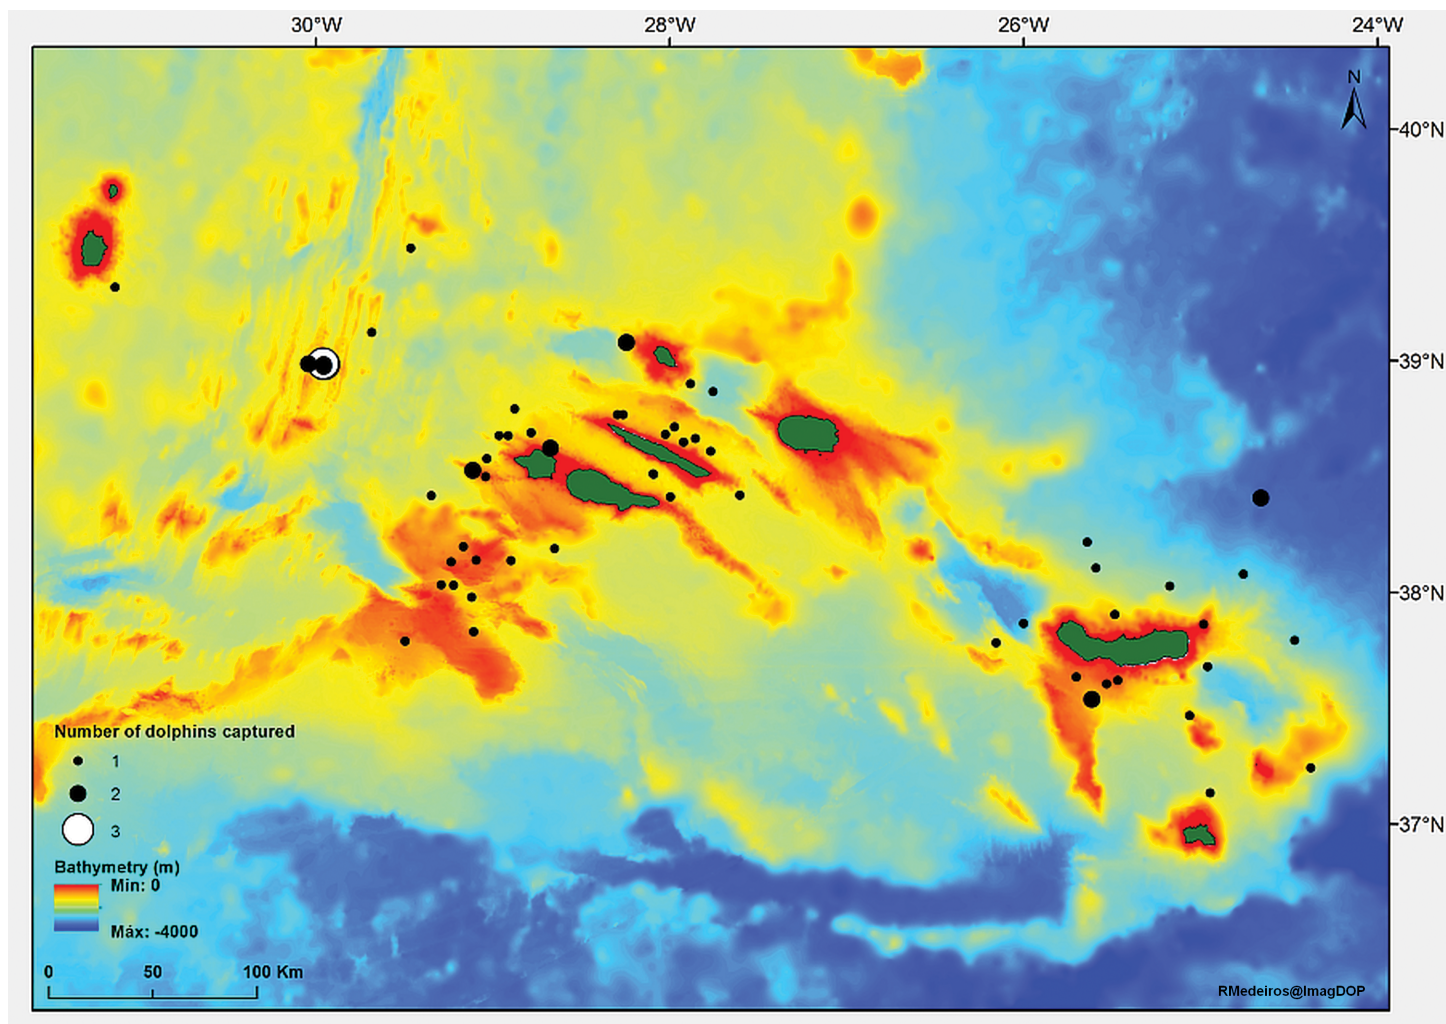 30°W 28°W 26°W 24°W
N
40°N
39°N
38°N
37°N
Number of dolphins captured
1
2
3
Bathymetry (m)
Min: 0
Máx: -4000
0 50 100 Km
RMedeiros@ImagDOP